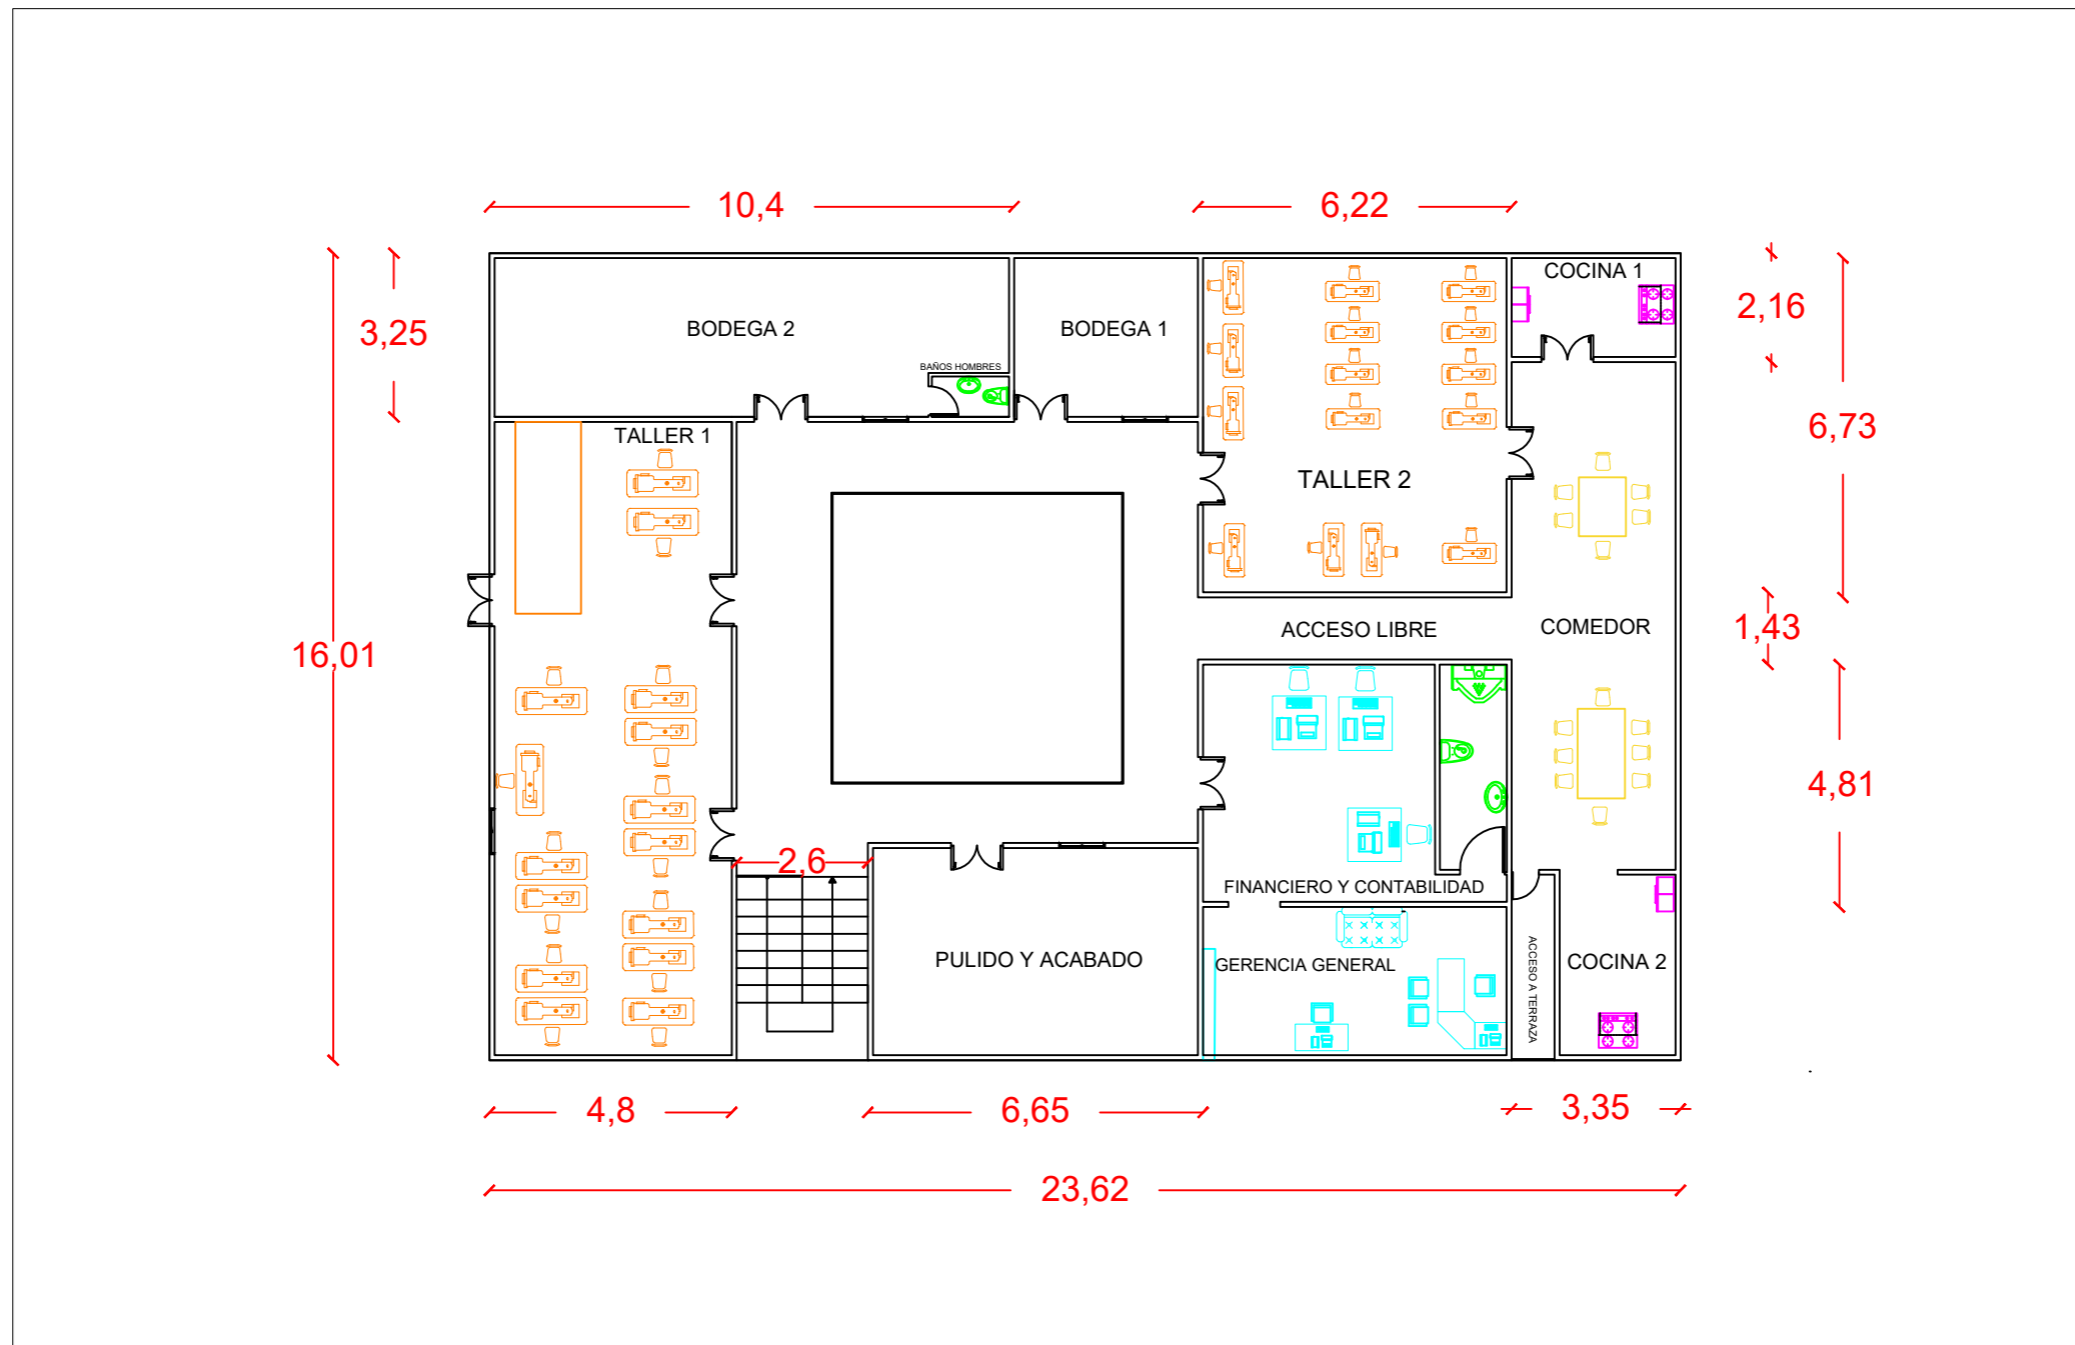 10,4
6,22
COCINA 1
2,16
3,25
BODEGA 2
BODEGA 1
BAÑOS HOMBRES
6,73
TALLER 1
TALLER 2
16,01
ACCESO LIBRE
COMEDOR
1,43
4,81
2,6
FINANCIERO Y CONTABILIDAD
PULIDO Y ACABADO
GERENCIA GENERAL
ACCESO A TERRAZA
COCINA 2
4,8
6,65
3,35
23,62